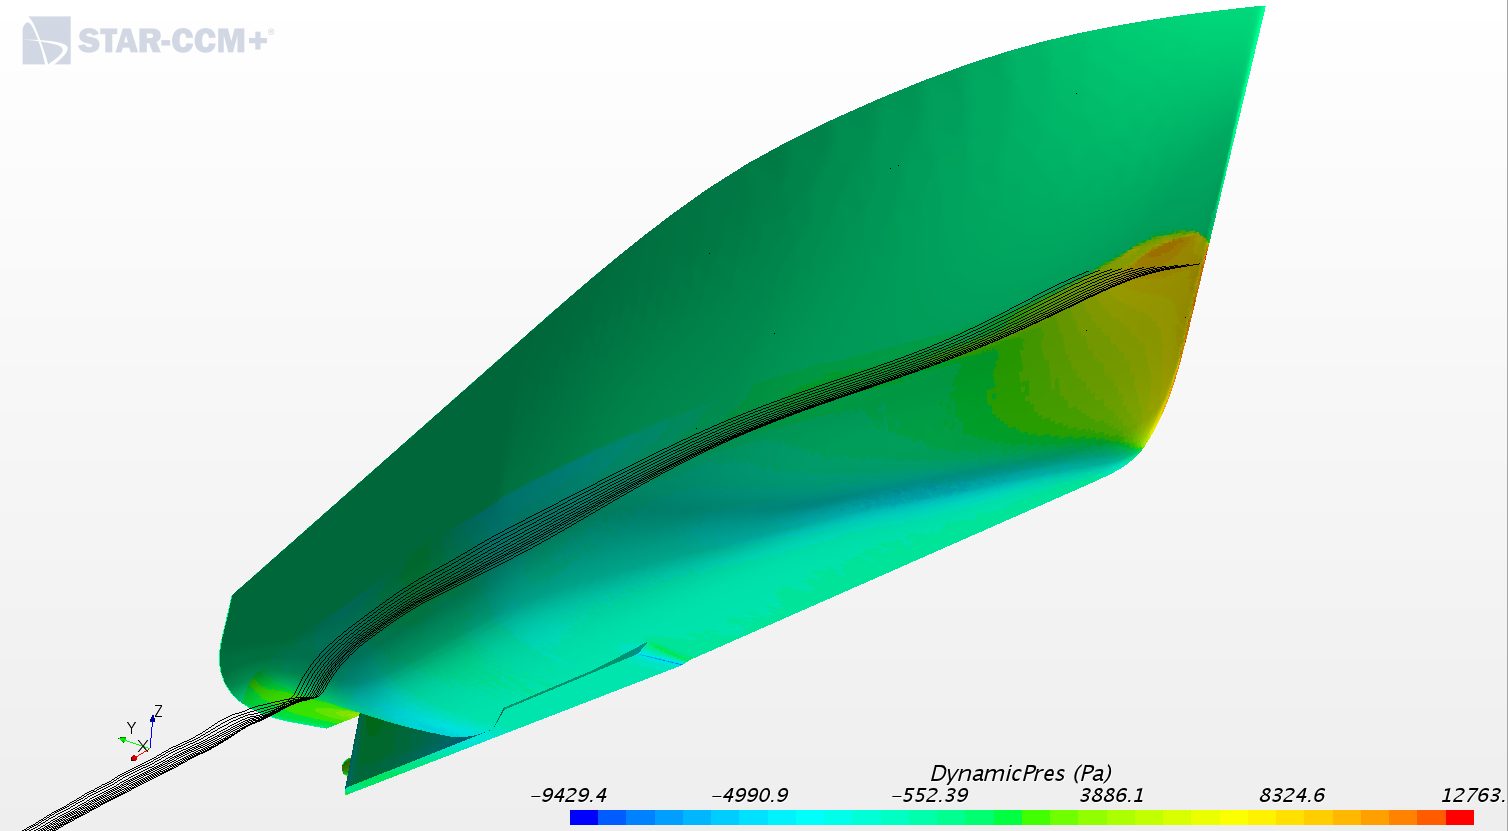 STAR-CCM+®
Z
Y
X
DynamicPres (Pa)
-9429.4 -4990.9 -552.39 3886.1 8324.6 12763.